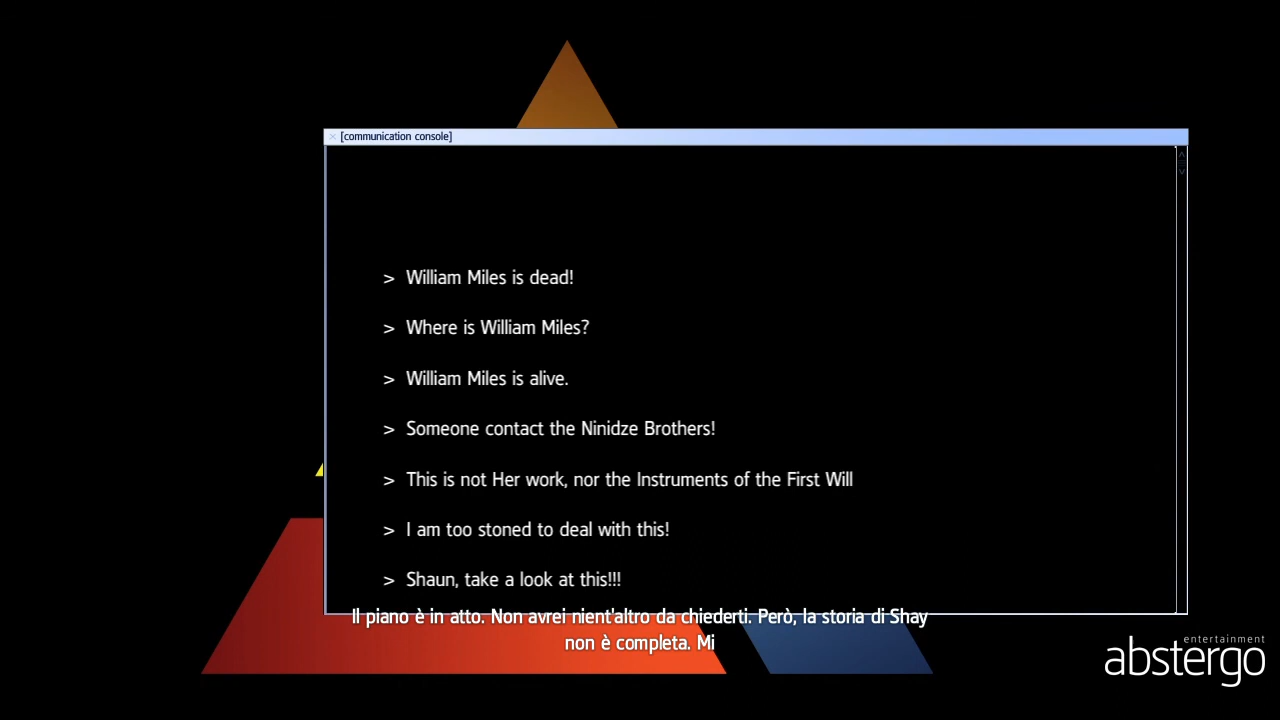 [communication console]
> William Miles is dead!
> Where is William Miles?
> William Miles is alive.
> Someone contact the Ninidze Brothers!
> This is not Her work, nor the Instruments of the First Will
> I am too stoned to deal with this!
> Shaun, take a look at this!!!
Il piano è in atto. Non avrei nient'altro da chiederti. Però, la storia di Shay
non è completa. Mi
entertainment
abstergo